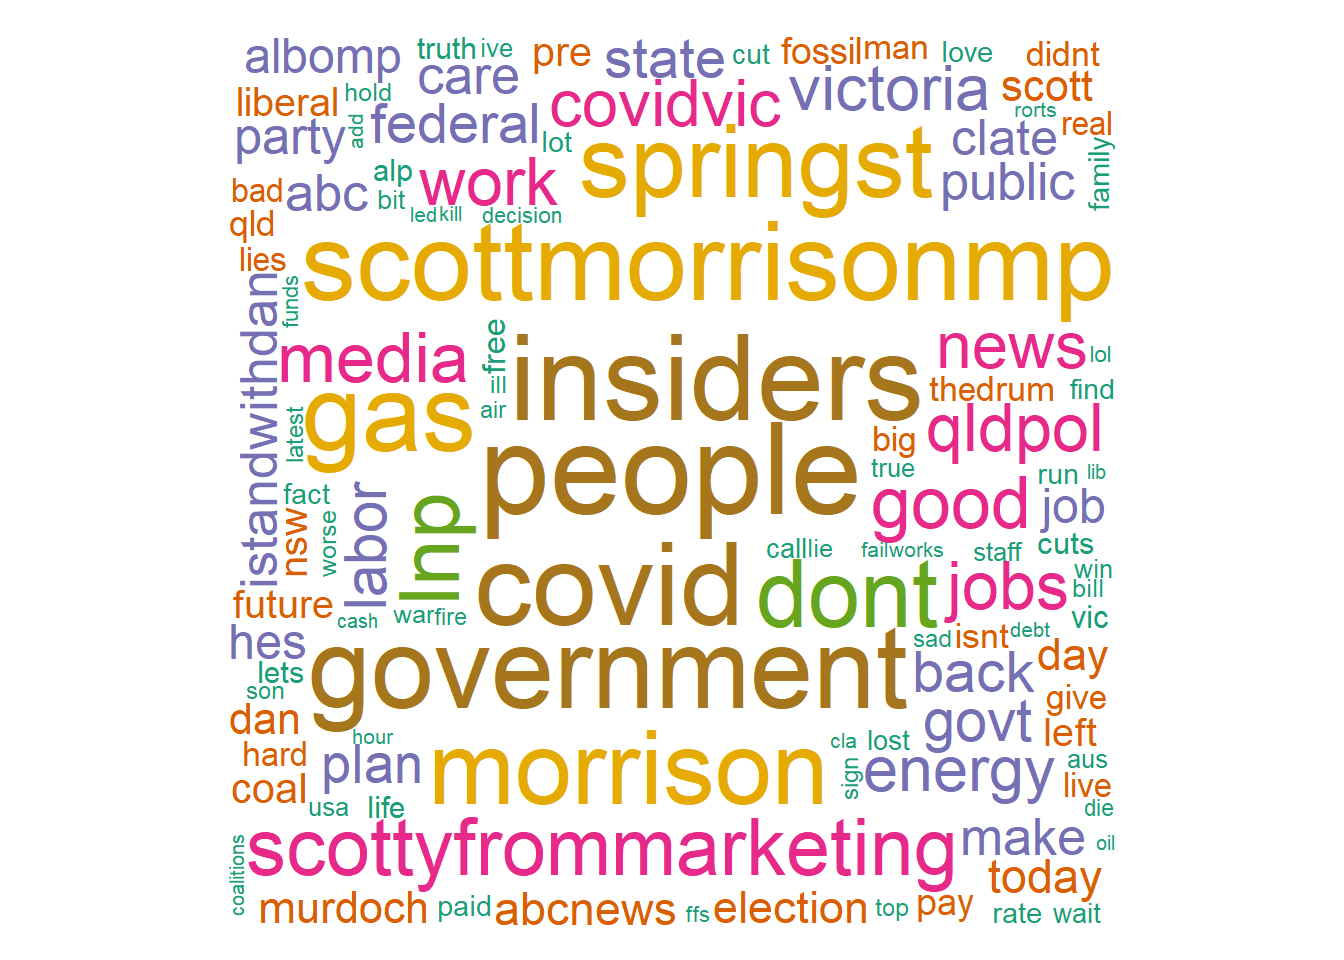 albomp truth ive pre state cut fossil man love didnt
liberal hold care covidvic victoria scott
rorts
party add federal lot springst clate real
bad abc alp work public family
bit
qld led kill decision
lies scottmorrisonmp
funds
istandwithdan media free insiders news lol
ill thedrum find
latest gas air people big qldpol
true run lib
fact labor lnp good job
nsw worse covid calllie failworks staff cuts
future dont jobs win
cash warfire bill
vic
hes government sad isnt debt
lets back day
son give
dan govt left
hard hour plan morrison cla lost energy aus
coal sign live
usa life die
coalitions scottyfrommarketing make oil
today
murdoch paid abcnews ffs election top pay rate wait